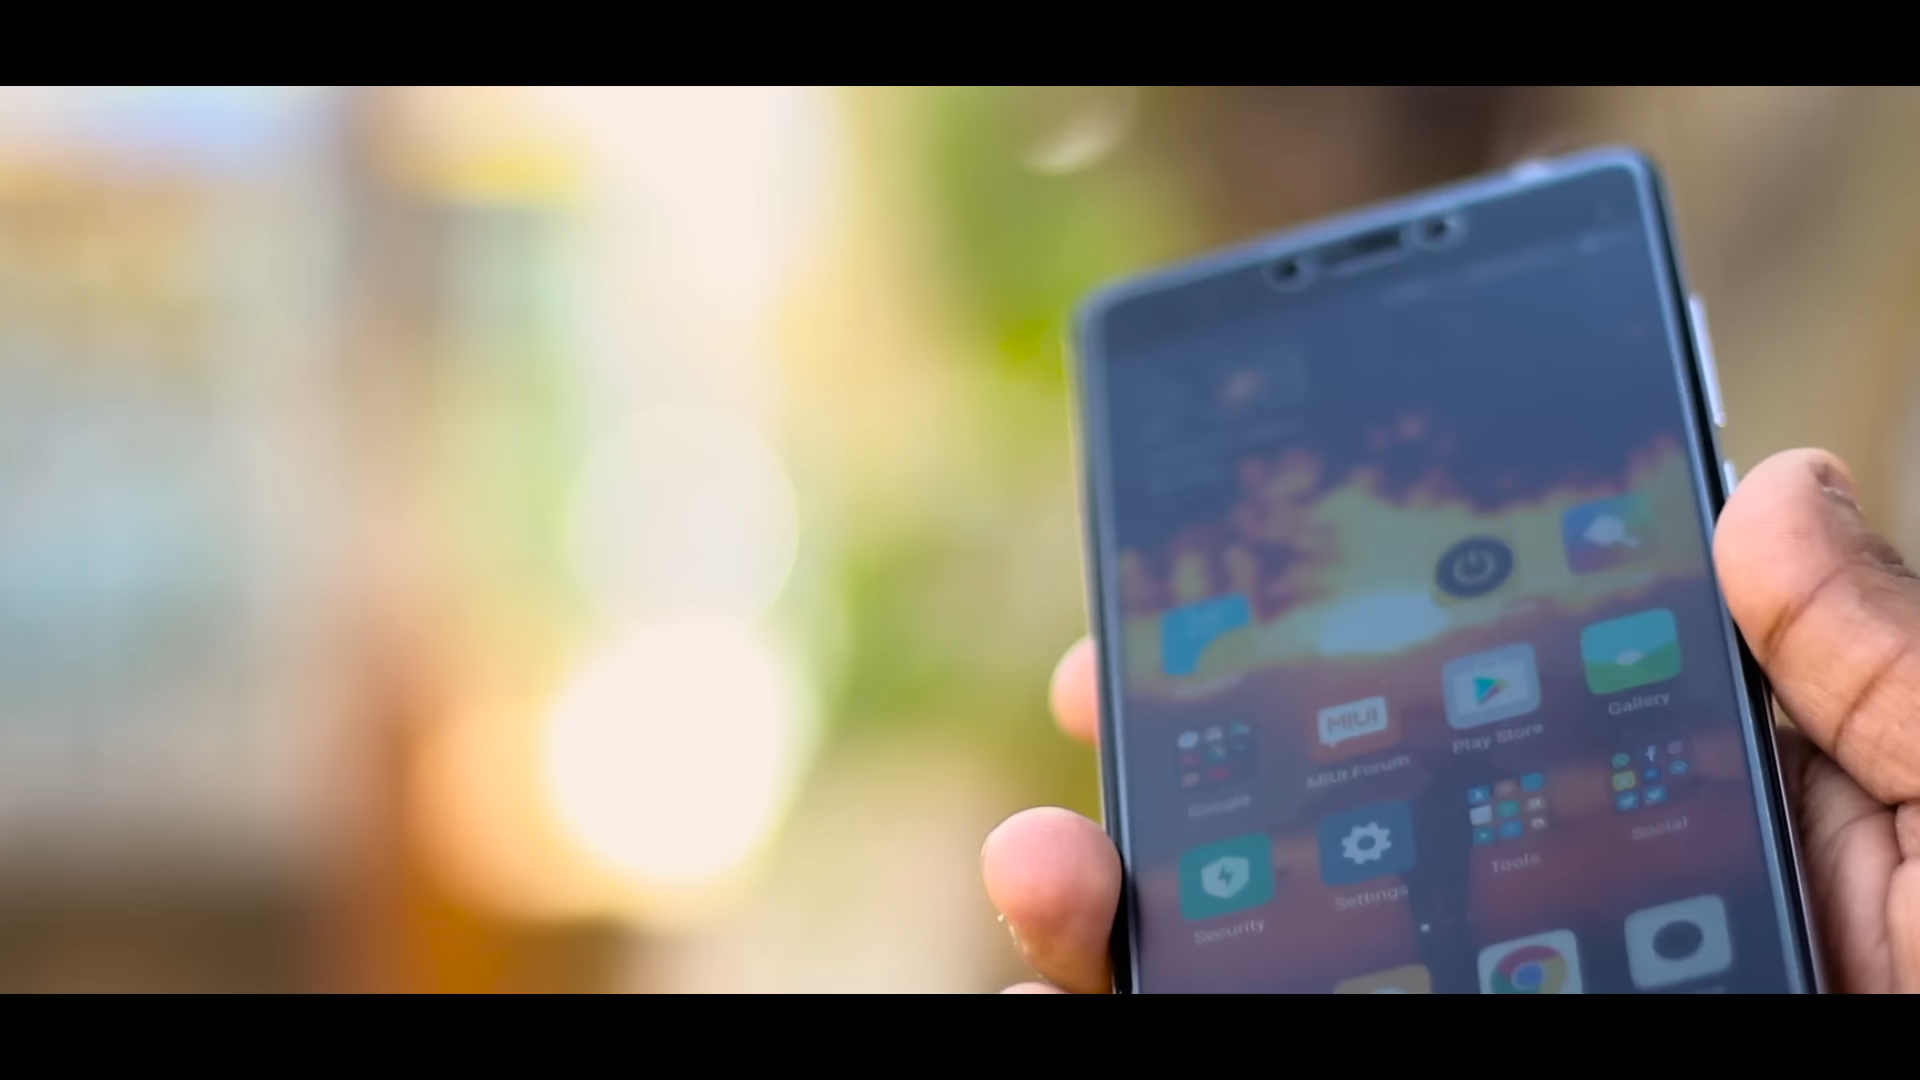 MIUI
Google
MIUI Forum
Play Store
Gallery
Security
Settings
Tools
Social